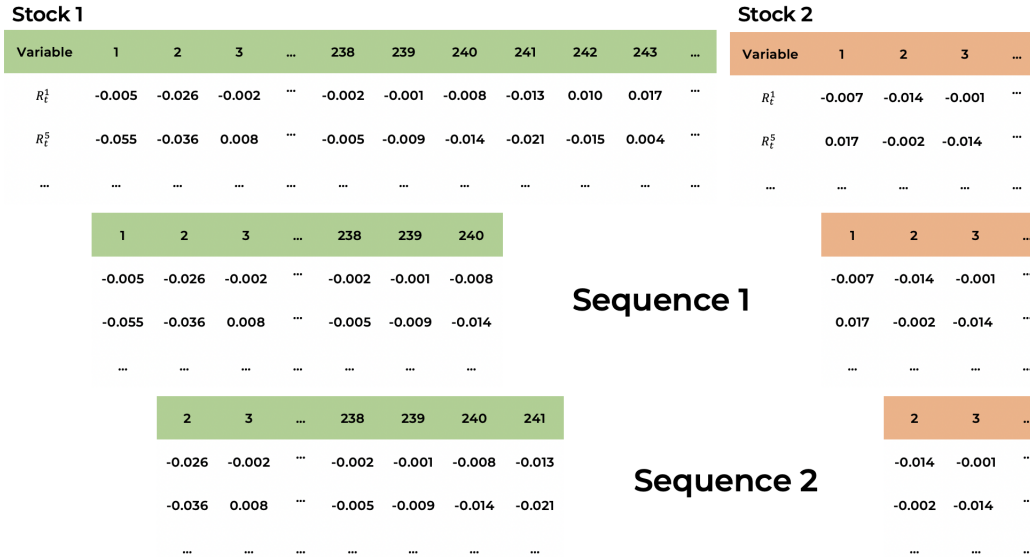 Stock 1
Variable 1 2 3 ... 238 239 240 241 242 243 ...
R_t^1 -0.005 -0.026 -0.002 ... -0.002 -0.001 -0.008 -0.013 0.010 0.017 ...
R_t^5 -0.055 -0.036 0.008 ... -0.005 -0.009 -0.014 -0.021 -0.015 0.004 ...
... ... ... ... ... ... ... ... ... ... ... ...
Stock 2
Variable 1 2 3 ...
R_t^1 -0.007 -0.014 -0.001 ...
R_t^5 0.017 -0.002 -0.014 ...
... ... ... ... ...
1 2 3 ... 238 239 240
-0.005 -0.026 -0.002 ... -0.002 -0.001 -0.008
-0.055 -0.036 0.008 ... -0.005 -0.009 -0.014
... ... ... ... ... ... ...
Sequence 1
1 2 3 ...
-0.007 -0.014 -0.001 ...
0.017 -0.002 -0.014 ...
... ... ... ...
2 3 ... 238 239 240 241
-0.026 -0.002 ... -0.002 -0.001 -0.008 -0.013
-0.036 0.008 ... -0.005 -0.009 -0.014 -0.021
... ... ... ... ... ... ...
Sequence 2
2 3 ...
-0.014 -0.001 ...
-0.002 -0.014 ...
... ... ...